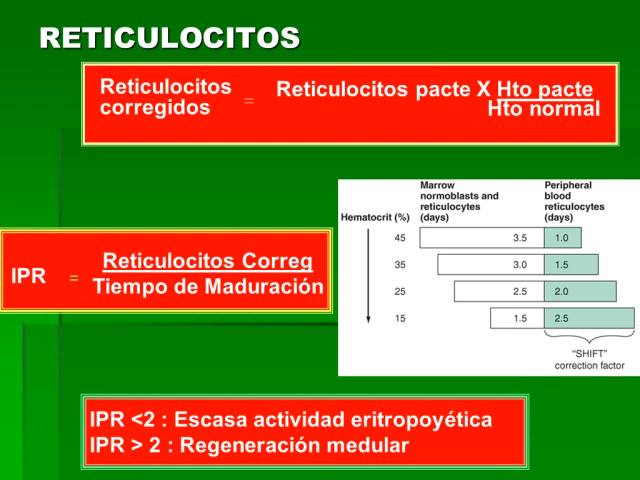 RETICULOCITOS
Reticulocitos corregidos = Reticulocitos pacte X Hto pacte
Hto normal
IPR = Reticulocitos Correg
Tiempo de Maduración
Hematocrit (%) Marrow normoblasts and reticulocytes (days) Peripheral blood reticulocytes (days)
45 3.5 1.0
35 3.0 1.5
25 2.5 2.0
15 1.5 2.5
“SHIFT”
correction factor
IPR <2 : Escasa actividad eritropoyética
IPR > 2 : Regeneración medular